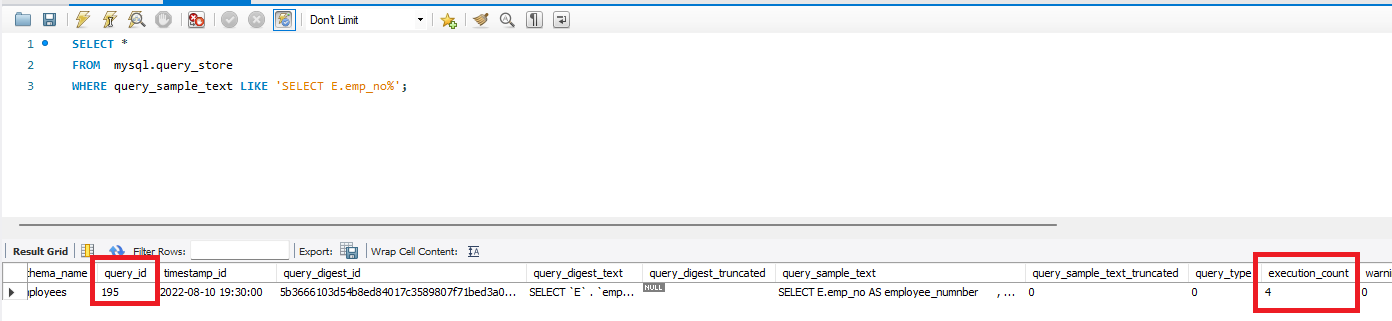 Don't Limit
1 SELECT *
2 FROM mysql.query_store
3 WHERE query_sample_text LIKE 'SELECT E.emp_no%';
Result Grid Filter Rows: Export: Wrap Cell Content: IA
hema_name query_id timestamp_id query_digest_id query_digest_text query_digest_truncated query_sample_text query_sample_text_truncated query_type execution_count warni
ployees 195 2022-08-10 19:30:00 5b3666103d54b8ed84017c3589807f71bed3a0... SELECT `E` . `emp... NULL SELECT E.emp_no AS employee_numnber , ... 0 0 4 0